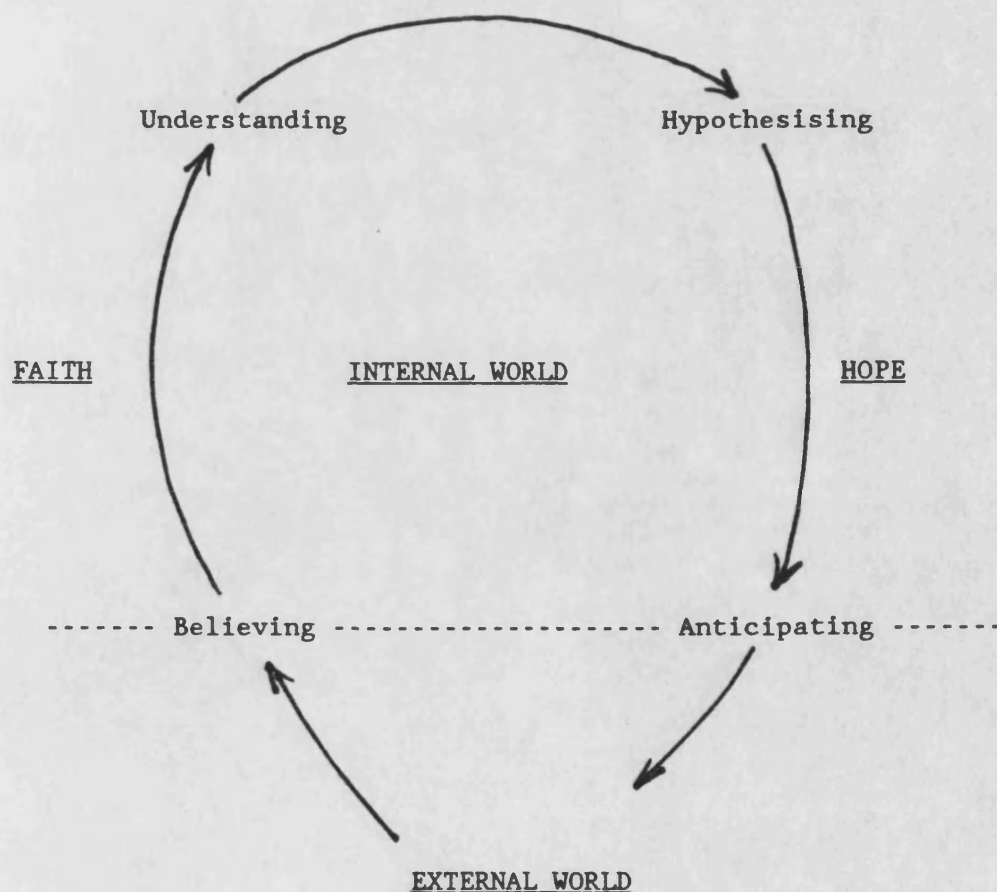 Understanding Hypothesising
FAITH INTERNAL WORLD HOPE
------- Believing --------------------- Anticipating -------
EXTERNAL WORLD